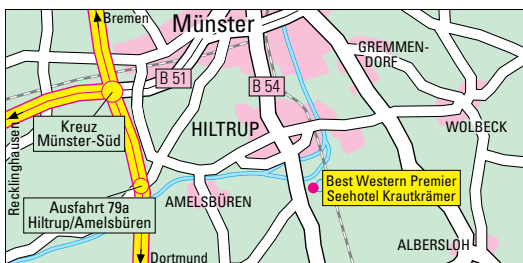 Bremen
Münster
GREMMEN-
DORF
B 51
B 54
Kreuz
Münster-Süd
HILTRUP
WOLBECK
Recklinghausen
Best Western Premier
Seehotel Krautkrämer
Ausfahrt 79a
Hiltrup/Amelsbüren
AMELSBÜREN
ALBERSLOH
Dortmund